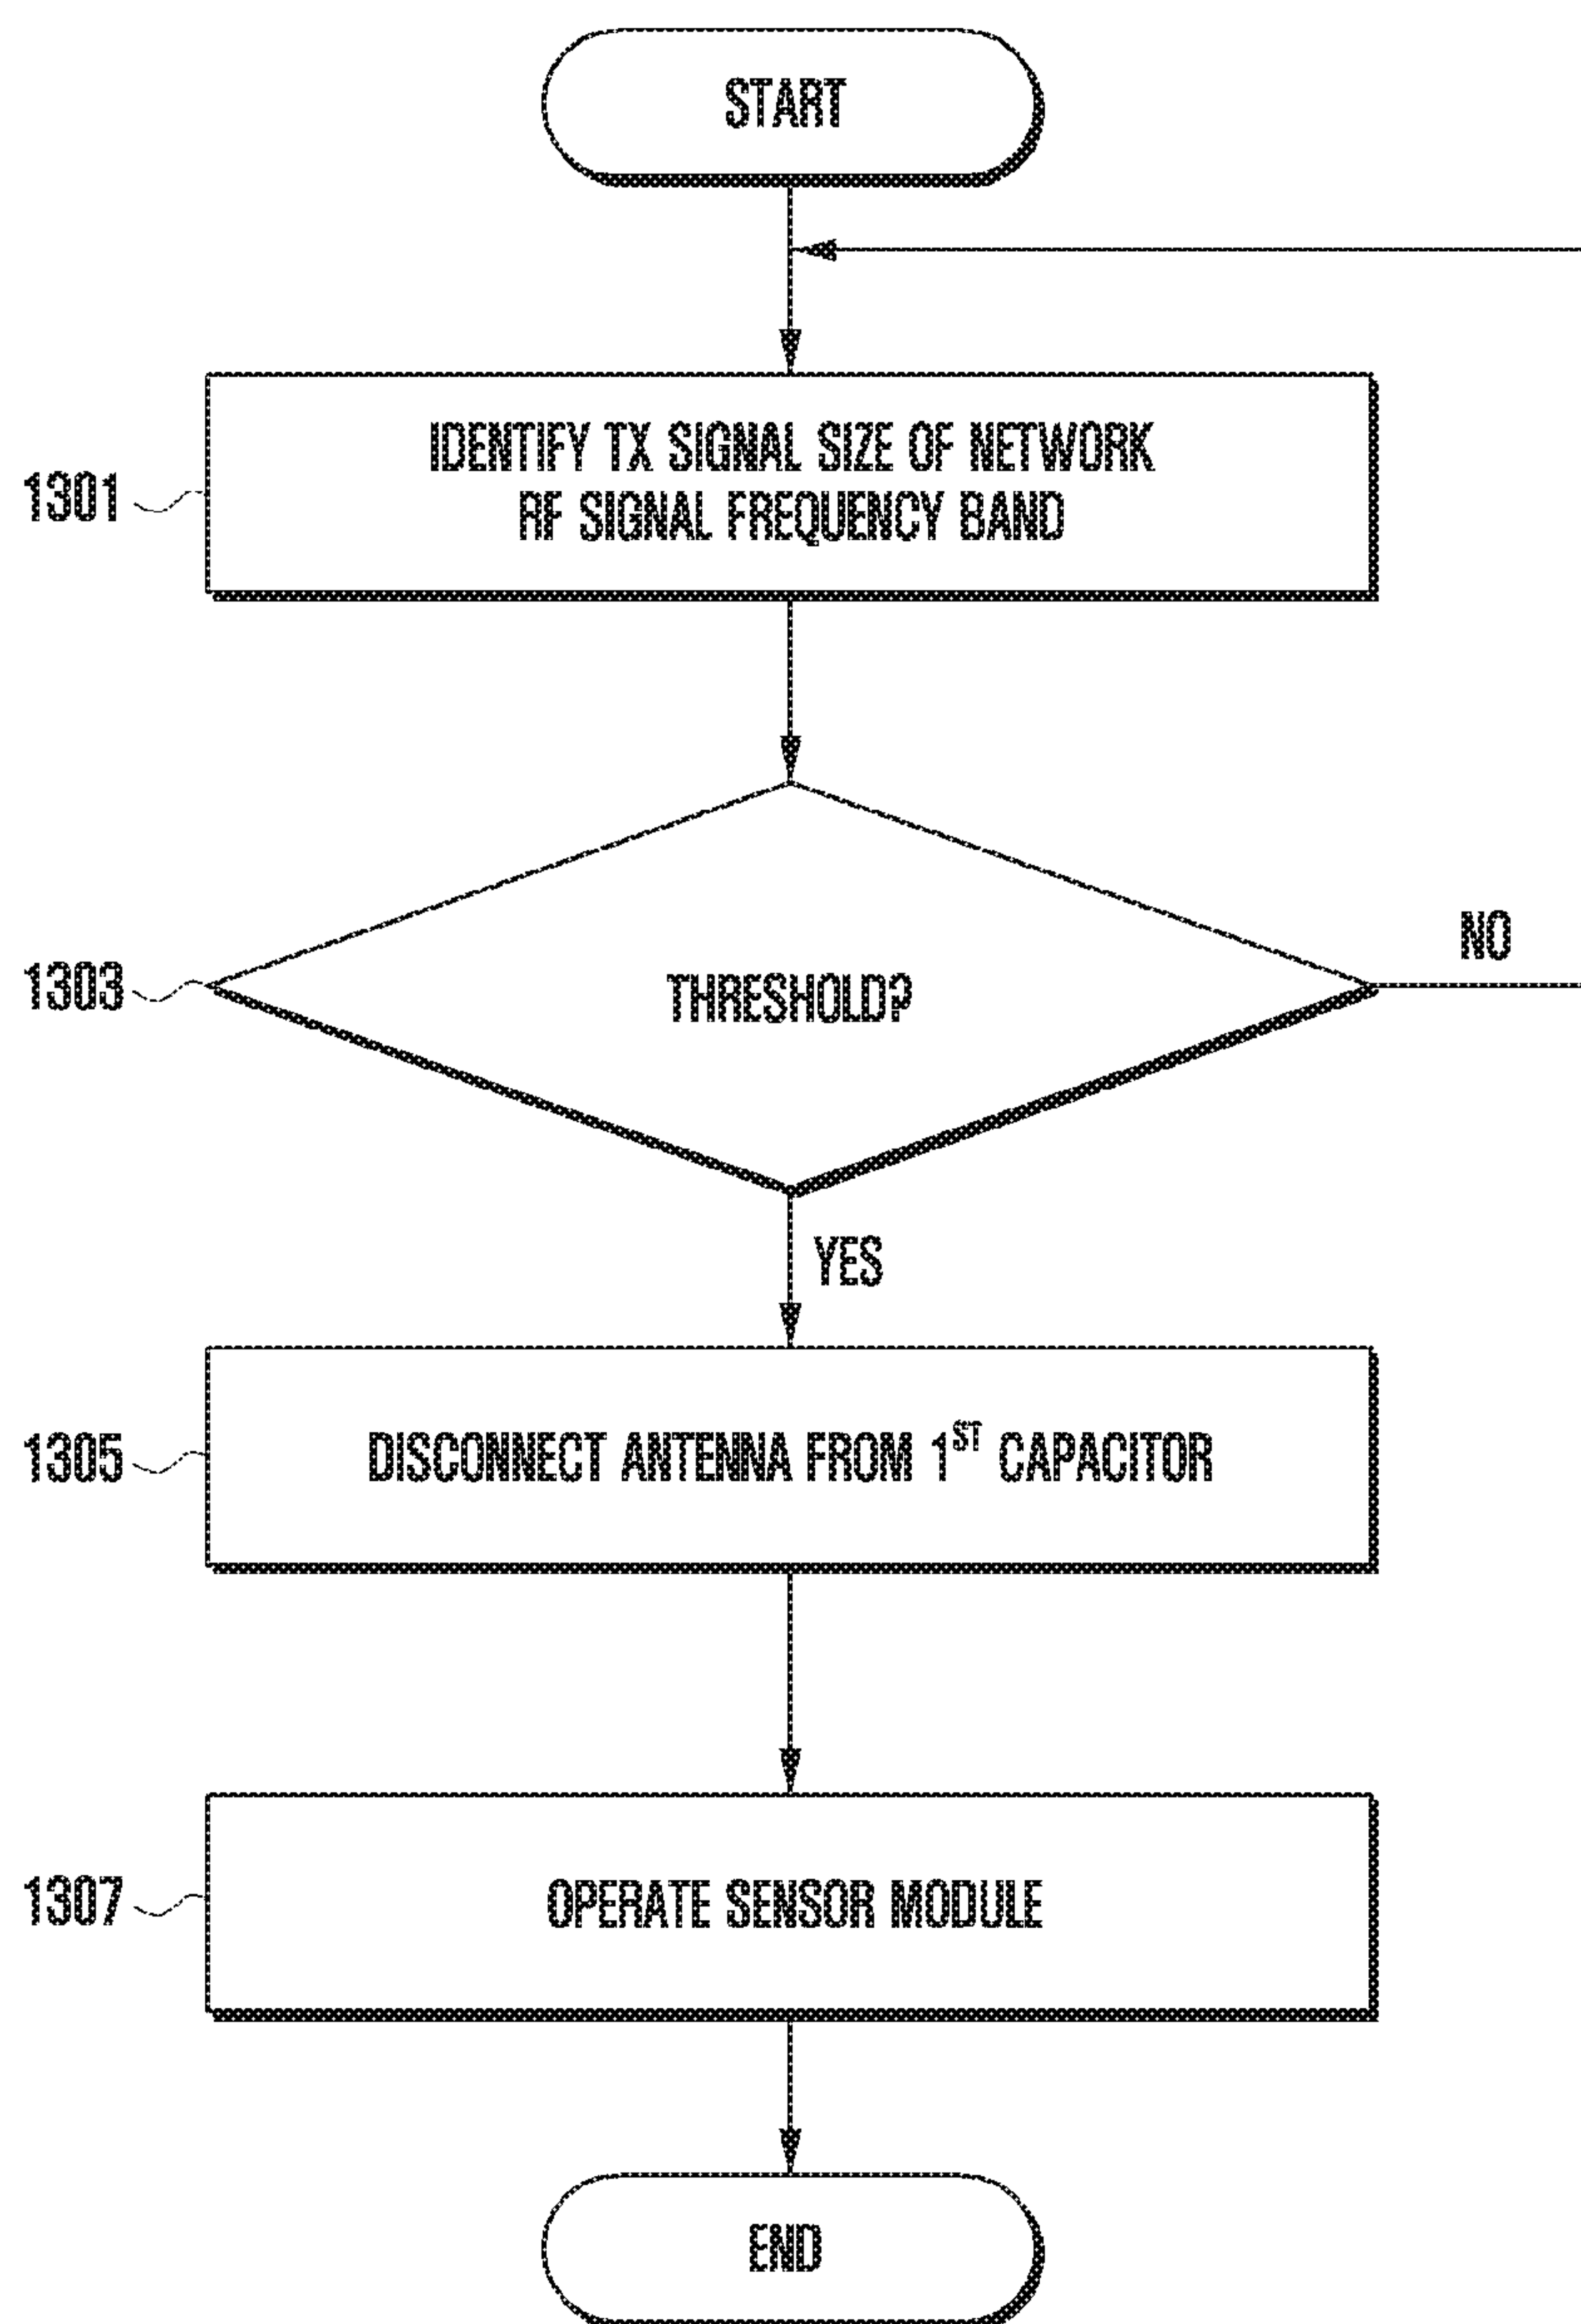 START
IDENTIFY TX SIGNAL SIZE OF NETWORK
RF SIGNAL FREQUENCY BAND
1301
1303
THRESHOLD?
NO
YES
1305
DISCONNECT ANTENNA FROM 1ST CAPACITOR
1307
OPERATE SENSOR MODULE
END